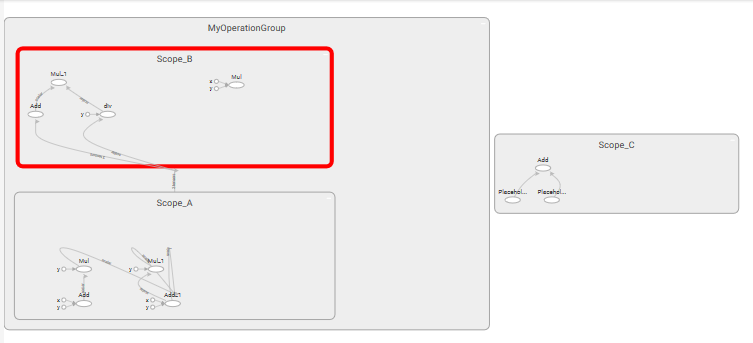 MyOperationGroup
Scope_B
Mul_1
Mul
x
y
Add
div
y
Scope_C
Add
Placehol...
Placehol...
Scope_A
Mul
y
Mul_1
y
Add
x
y
Add_1
x
y